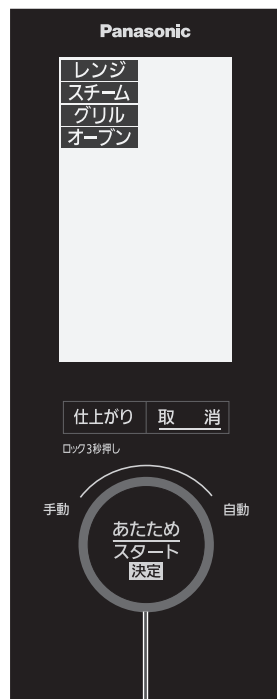 Panasonic
レンジ
スチーム
グリル
オーブン
仕上がり 取 消
ロック3秒押し
手動 自動
あたため
スタート
決定